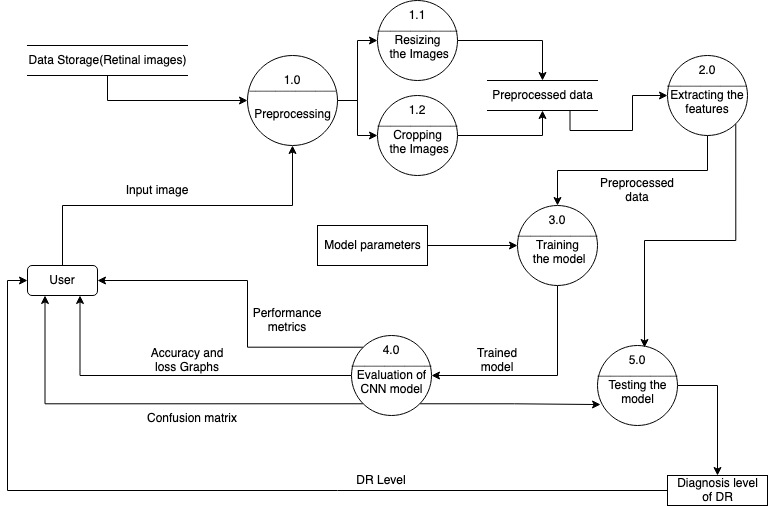 1.1
Resizing
the Images
Data Storage(Retinal images)
1.0
Preprocessing
2.0
Extracting the
features
Preprocessed data
1.2
Cropping
the Images
Input image
Preprocessed
data
3.0
Training
the model
Model parameters
User
Performance
metrics
Accuracy and
loss Graphs
4.0
Evaluation of
CNN model
Trained
model
5.0
Testing the
model
Confusion matrix
DR Level
Diagnosis level
of DR